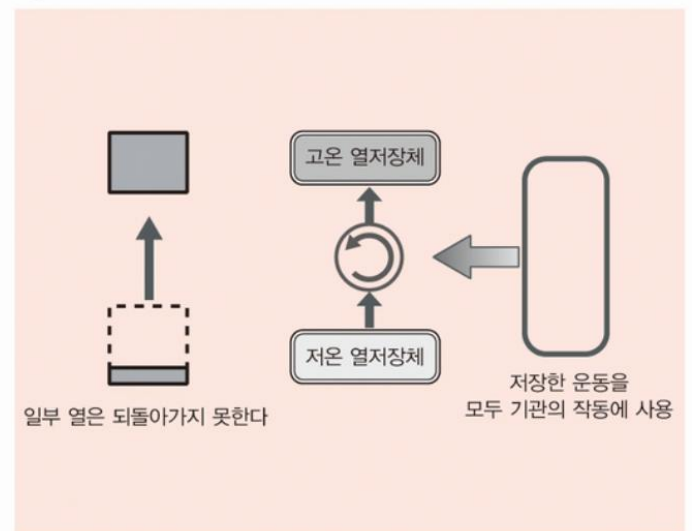 고온 열저장체
저온 열저장체
일부 열은 되돌아가지 못한다
저장한 운동을
모두 기관의 작동에 사용